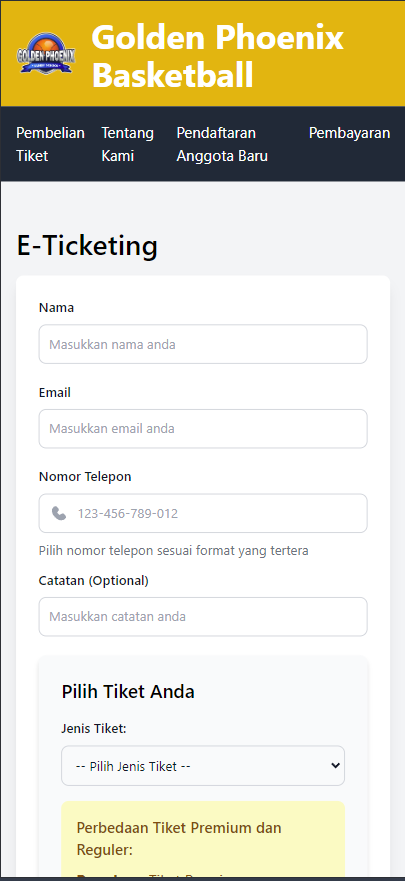 GOLDEN PHOENIX
Golden Phoenix
Basketball
Pembelian
Tiket
Tentang
Kami
Pendaftaran
Anggota Baru
Pembayaran
E-Ticketing
Nama
Masukkan nama anda
Email
Masukkan email anda
Nomor Telepon
123-456-789-012
Pilih nomor telepon sesuai format yang tertera
Catatan (Optional)
Masukkan catatan anda
Pilih Tiket Anda
Jenis Tiket:
-- Pilih Jenis Tiket --
Perbedaan Tiket Premium dan
Reguler: